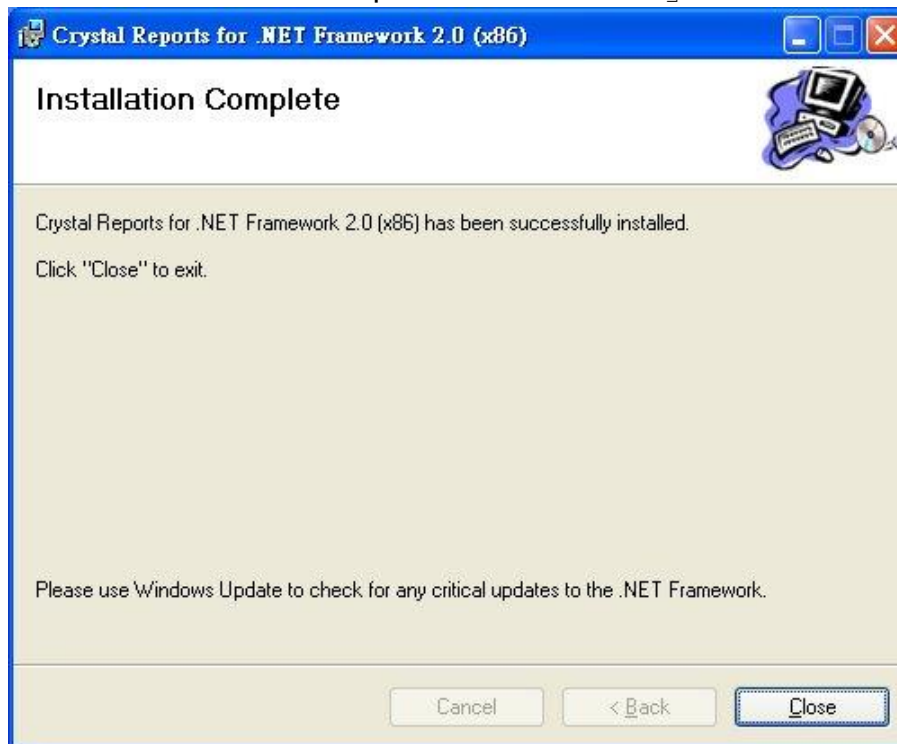 Crystal Reports for .NET Framework 2.0 (x86)
Installation Complete
Crystal Reports for .NET Framework 2.0 (x86) has been successfully installed.
Click "Close" to exit.
Please use Windows Update to check for any critical updates to the .NET Framework.
Cancel
< Back
Close